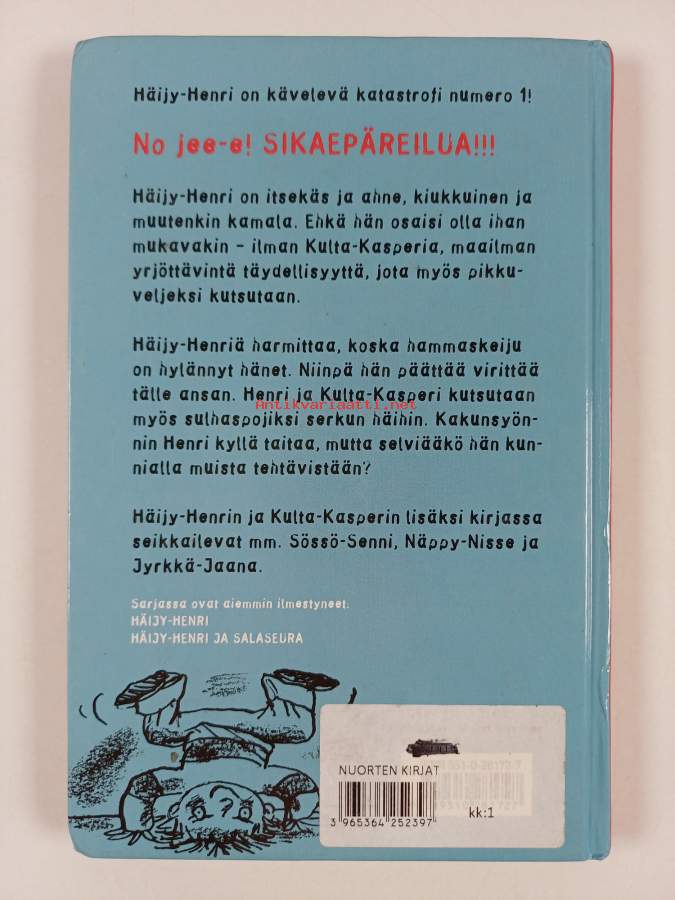 Häijy-Henri on kävelevä katastrofi numero 1!
No jee-e! SIKAEPÄREILUA!!!
Häijy-Henri on itsekäs ja ahne, kiukkuinen ja
muutenkin kamala. Ehkä hän osaisi olla ihan
mukavakin – ilman Kulta-Kasperia, maailman
yrjöttävintä täydellisyyttä, jota myös pikku-
veljeksi kutsutaan.
Häijy-Henriä harmittaa, koska hammaskeiju
on hylännyt hänet. Niinpä hän päättää virittää
tälle ansan. Henri ja Kulta-Kasperi kutsutaan
Antikvariaatti.net
myös sulhaspojiksi serkun häihin. Kakunsyön-
nin Henri kyllä taitaa, mutta selviääkö hän kun-
nialla muista tehtävistään?
Häijy-Henrin ja Kulta-Kasperin lisäksi kirjassa
seikkailevat mm. Sössö-Senni, Näppy-Nisse ja
Jyrkkä-Jaana.
Sarjassa ovat aiemmin ilmestyneet:
HÄIJY-HENRI
HÄIJY-HENRI JA SALASEURA
NUORTEN KIRJAT
kk:1
3 965364 252397